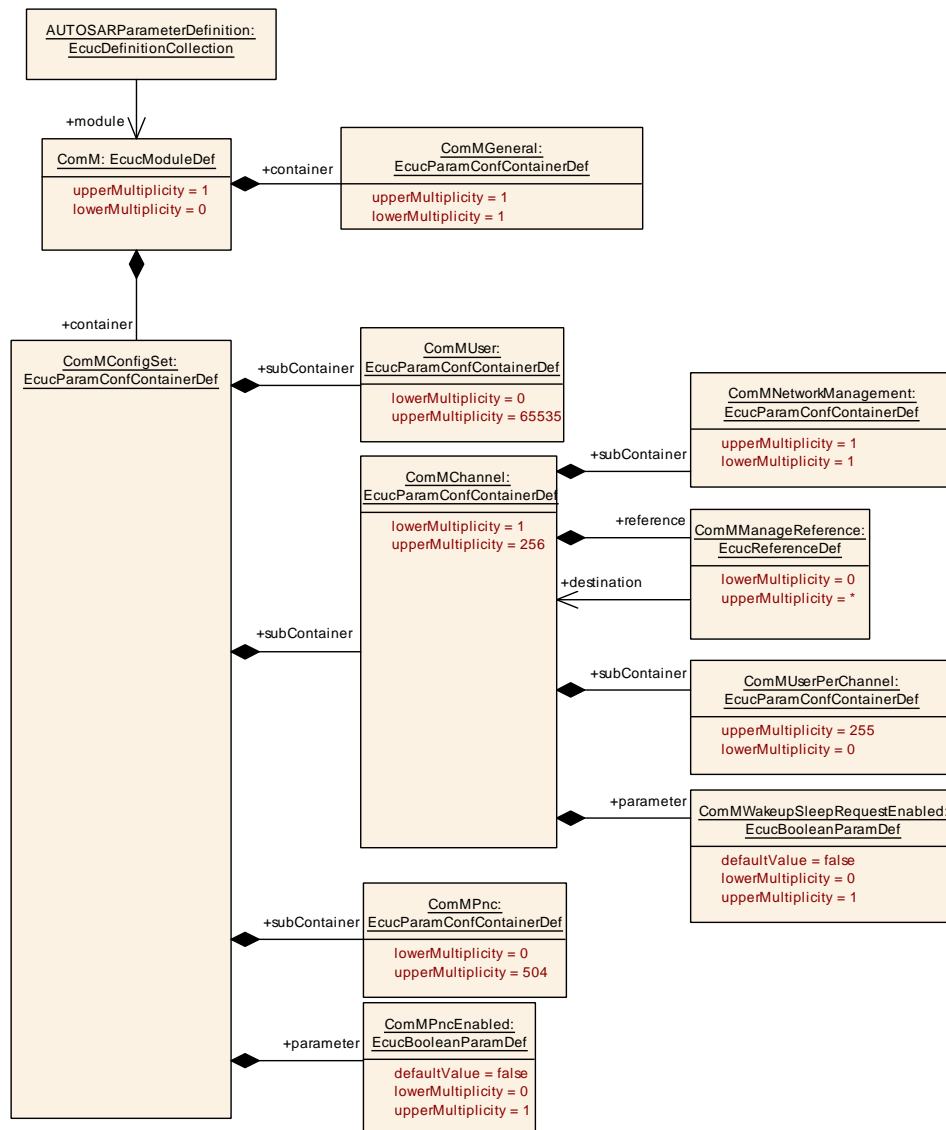 AUTOSARParameterDefinition:
EcucDefinitionCollection
+module
ComM: EcucModuleDef
upperMultiplicity = 1
lowerMultiplicity = 0
+container
ComMGeneral:
EcucParamConfContainerDef
upperMultiplicity = 1
lowerMultiplicity = 1
+container
ComMConfigSet:
EcucParamConfContainerDef
+subContainer
ComMUser:
EcucParamConfContainerDef
lowerMultiplicity = 0
upperMultiplicity = 65535
+subContainer
ComMChannel:
EcucParamConfContainerDef
lowerMultiplicity = 1
upperMultiplicity = 256
+subContainer
ComMNetworkManagement:
EcucParamConfContainerDef
upperMultiplicity = 1
lowerMultiplicity = 1
+reference
ComMManageReference:
EcucReferenceDef
lowerMultiplicity = 0
upperMultiplicity = *
+destination
+subContainer
ComMUserPerChannel:
EcucParamConfContainerDef
upperMultiplicity = 255
lowerMultiplicity = 0
+parameter
ComMWakeupSleepRequestEnabled:
EcucBooleanParamDef
defaultValue = false
lowerMultiplicity = 0
upperMultiplicity = 1
+subContainer
ComMPnc:
EcucParamConfContainerDef
lowerMultiplicity = 0
upperMultiplicity = 504
+parameter
ComMPncEnabled:
EcucBooleanParamDef
defaultValue = false
lowerMultiplicity = 0
upperMultiplicity = 1